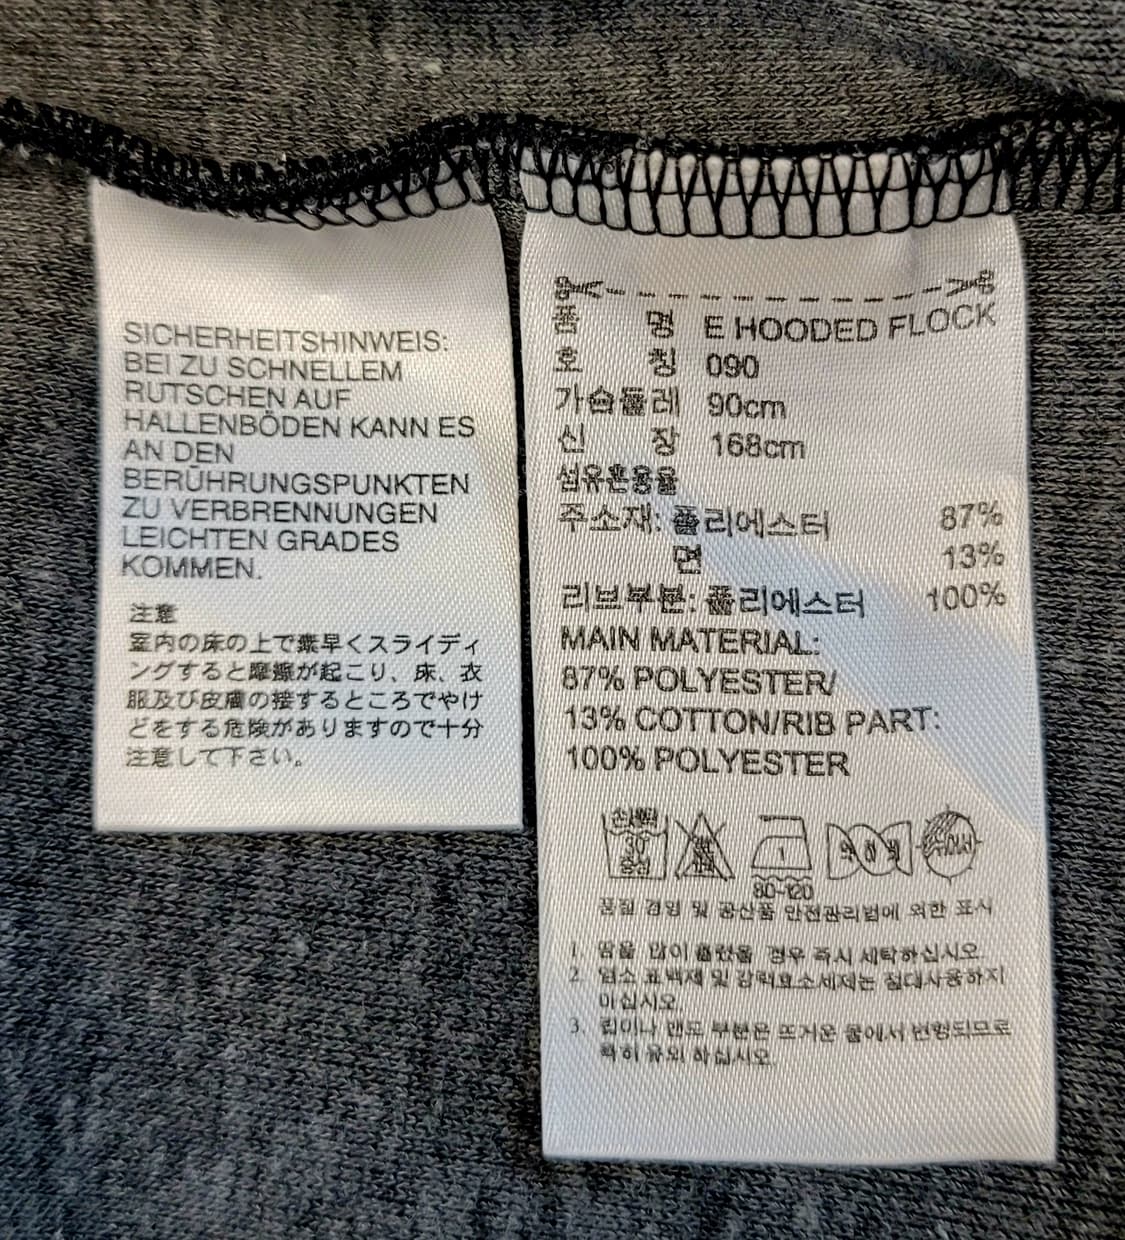 SICHERHEITSHINWEIS:
BEI ZU SCHNELLEM
RUTSCHEN AUF
HALLENBÖDEN KANN ES
AN DEN
BERÜHRUNGSPUNKTEN
ZU VERBRENNUNGEN
LEICHTEN GRADES
KOMMEN.
注意
室内の床の上で素早くスライディ
ングすると摩擦が起こり、床、衣
服及び皮膚の接するところでやけ
どをする危険がありますので十分
注意して下さい。
품 명 E HOODED FLOCK
호 칭 090
가슴둘레 90cm
신 장 168cm
섬유혼용율
주소재: 폴리에스터 87%
면 13%
리브부분: 폴리에스터 100%
MAIN MATERIAL:
87% POLYESTER/
13% COTTON/RIB PART:
100% POLYESTER
손세탁
30
중성
1
80-120
품질 경영 및 공산품 안전관리법에 의한 표시
1. 땀을 많이 흘렸을 경우 즉시 세탁하십시오.
2. 염소 표백제 및 강력효소세제는 절대사용하지
마십시오.
3. 립이나 밴드 부분은 뜨거운 물에서 변형되므로
특히 유의 하십시오.